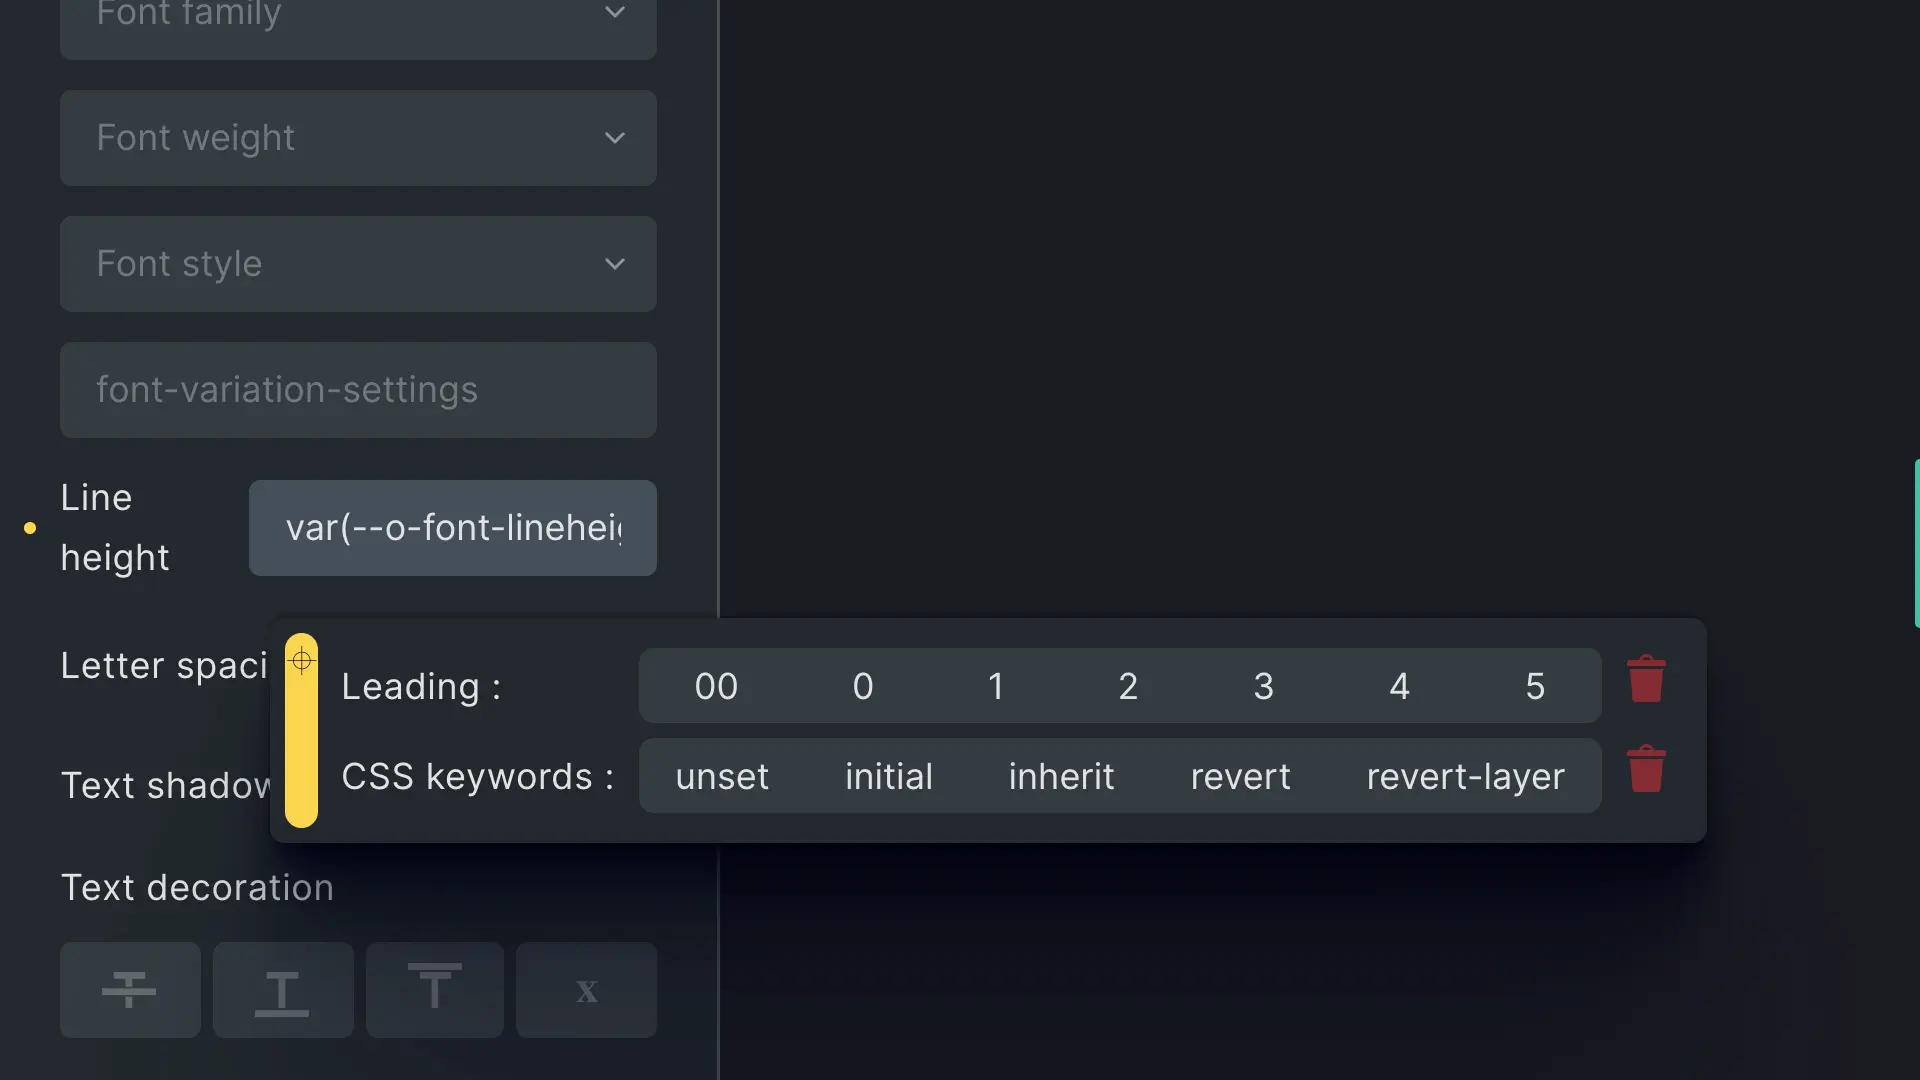 Font family
Font weight
Font style
font-variation-settings
Line
height
var(--o-font-linehei
Letter spaci
Leading : 00 0 1 2 3 4 5
CSS keywords : unset initial inherit revert revert-layer
Text shadow
Text decoration
x